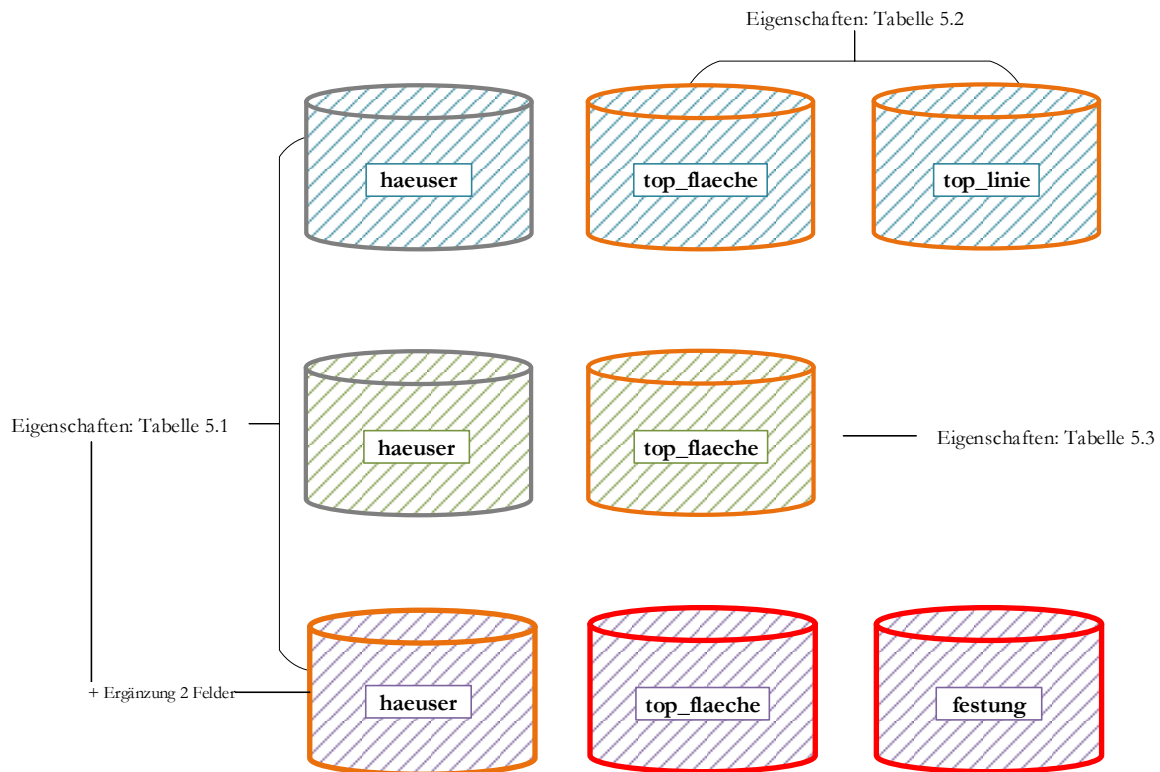 Eigenschaften: Tabelle 5.2
haeuser
top_flaeche
top_linie
haeuser
top_flaeche
Eigenschaften: Tabelle 5.1
Eigenschaften: Tabelle 5.3
+ Ergänzung 2 Felder
haeuser
top_flaeche
festung